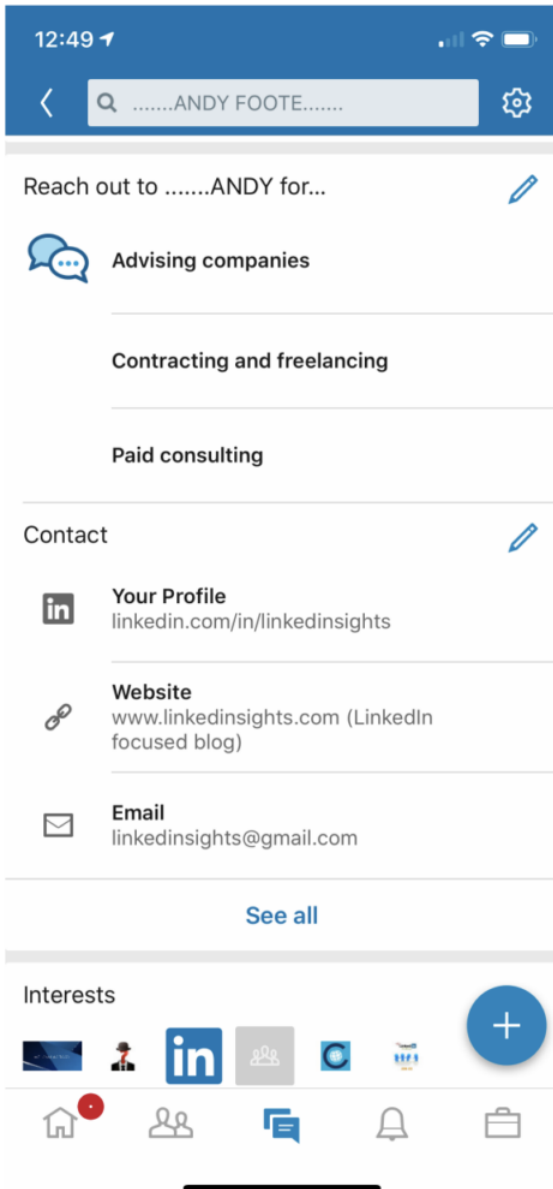 12:49
.......ANDY FOOTE.......
Reach out to .......ANDY for...
Advising companies
Contracting and freelancing
Paid consulting
Contact
in
Your Profile
linkedin.com/in/linkedinsights
Website
www.linkedinsights.com (LinkedIn
focused blog)
Email
linkedinsights@gmail.com
See all
Interests
in